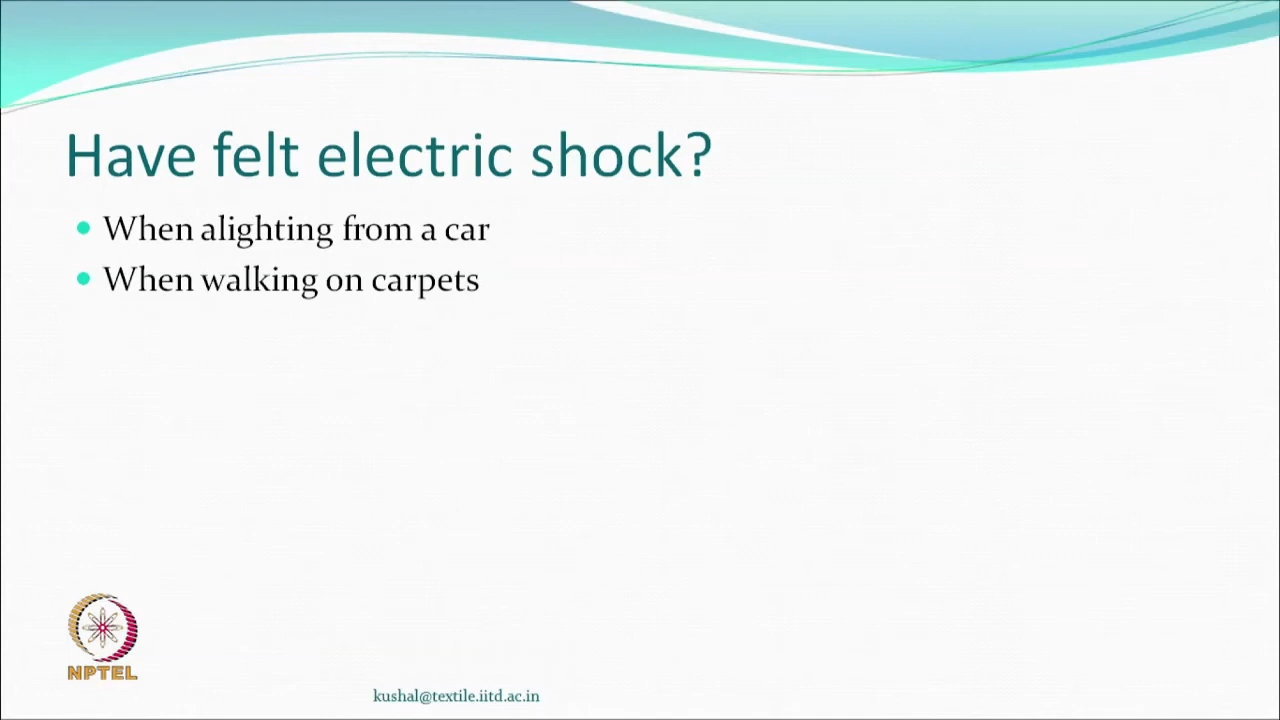 Have felt electric shock?
When alighting from a car
When walking on carpets
NPTEL
kushal@textile.iitd.ac.in